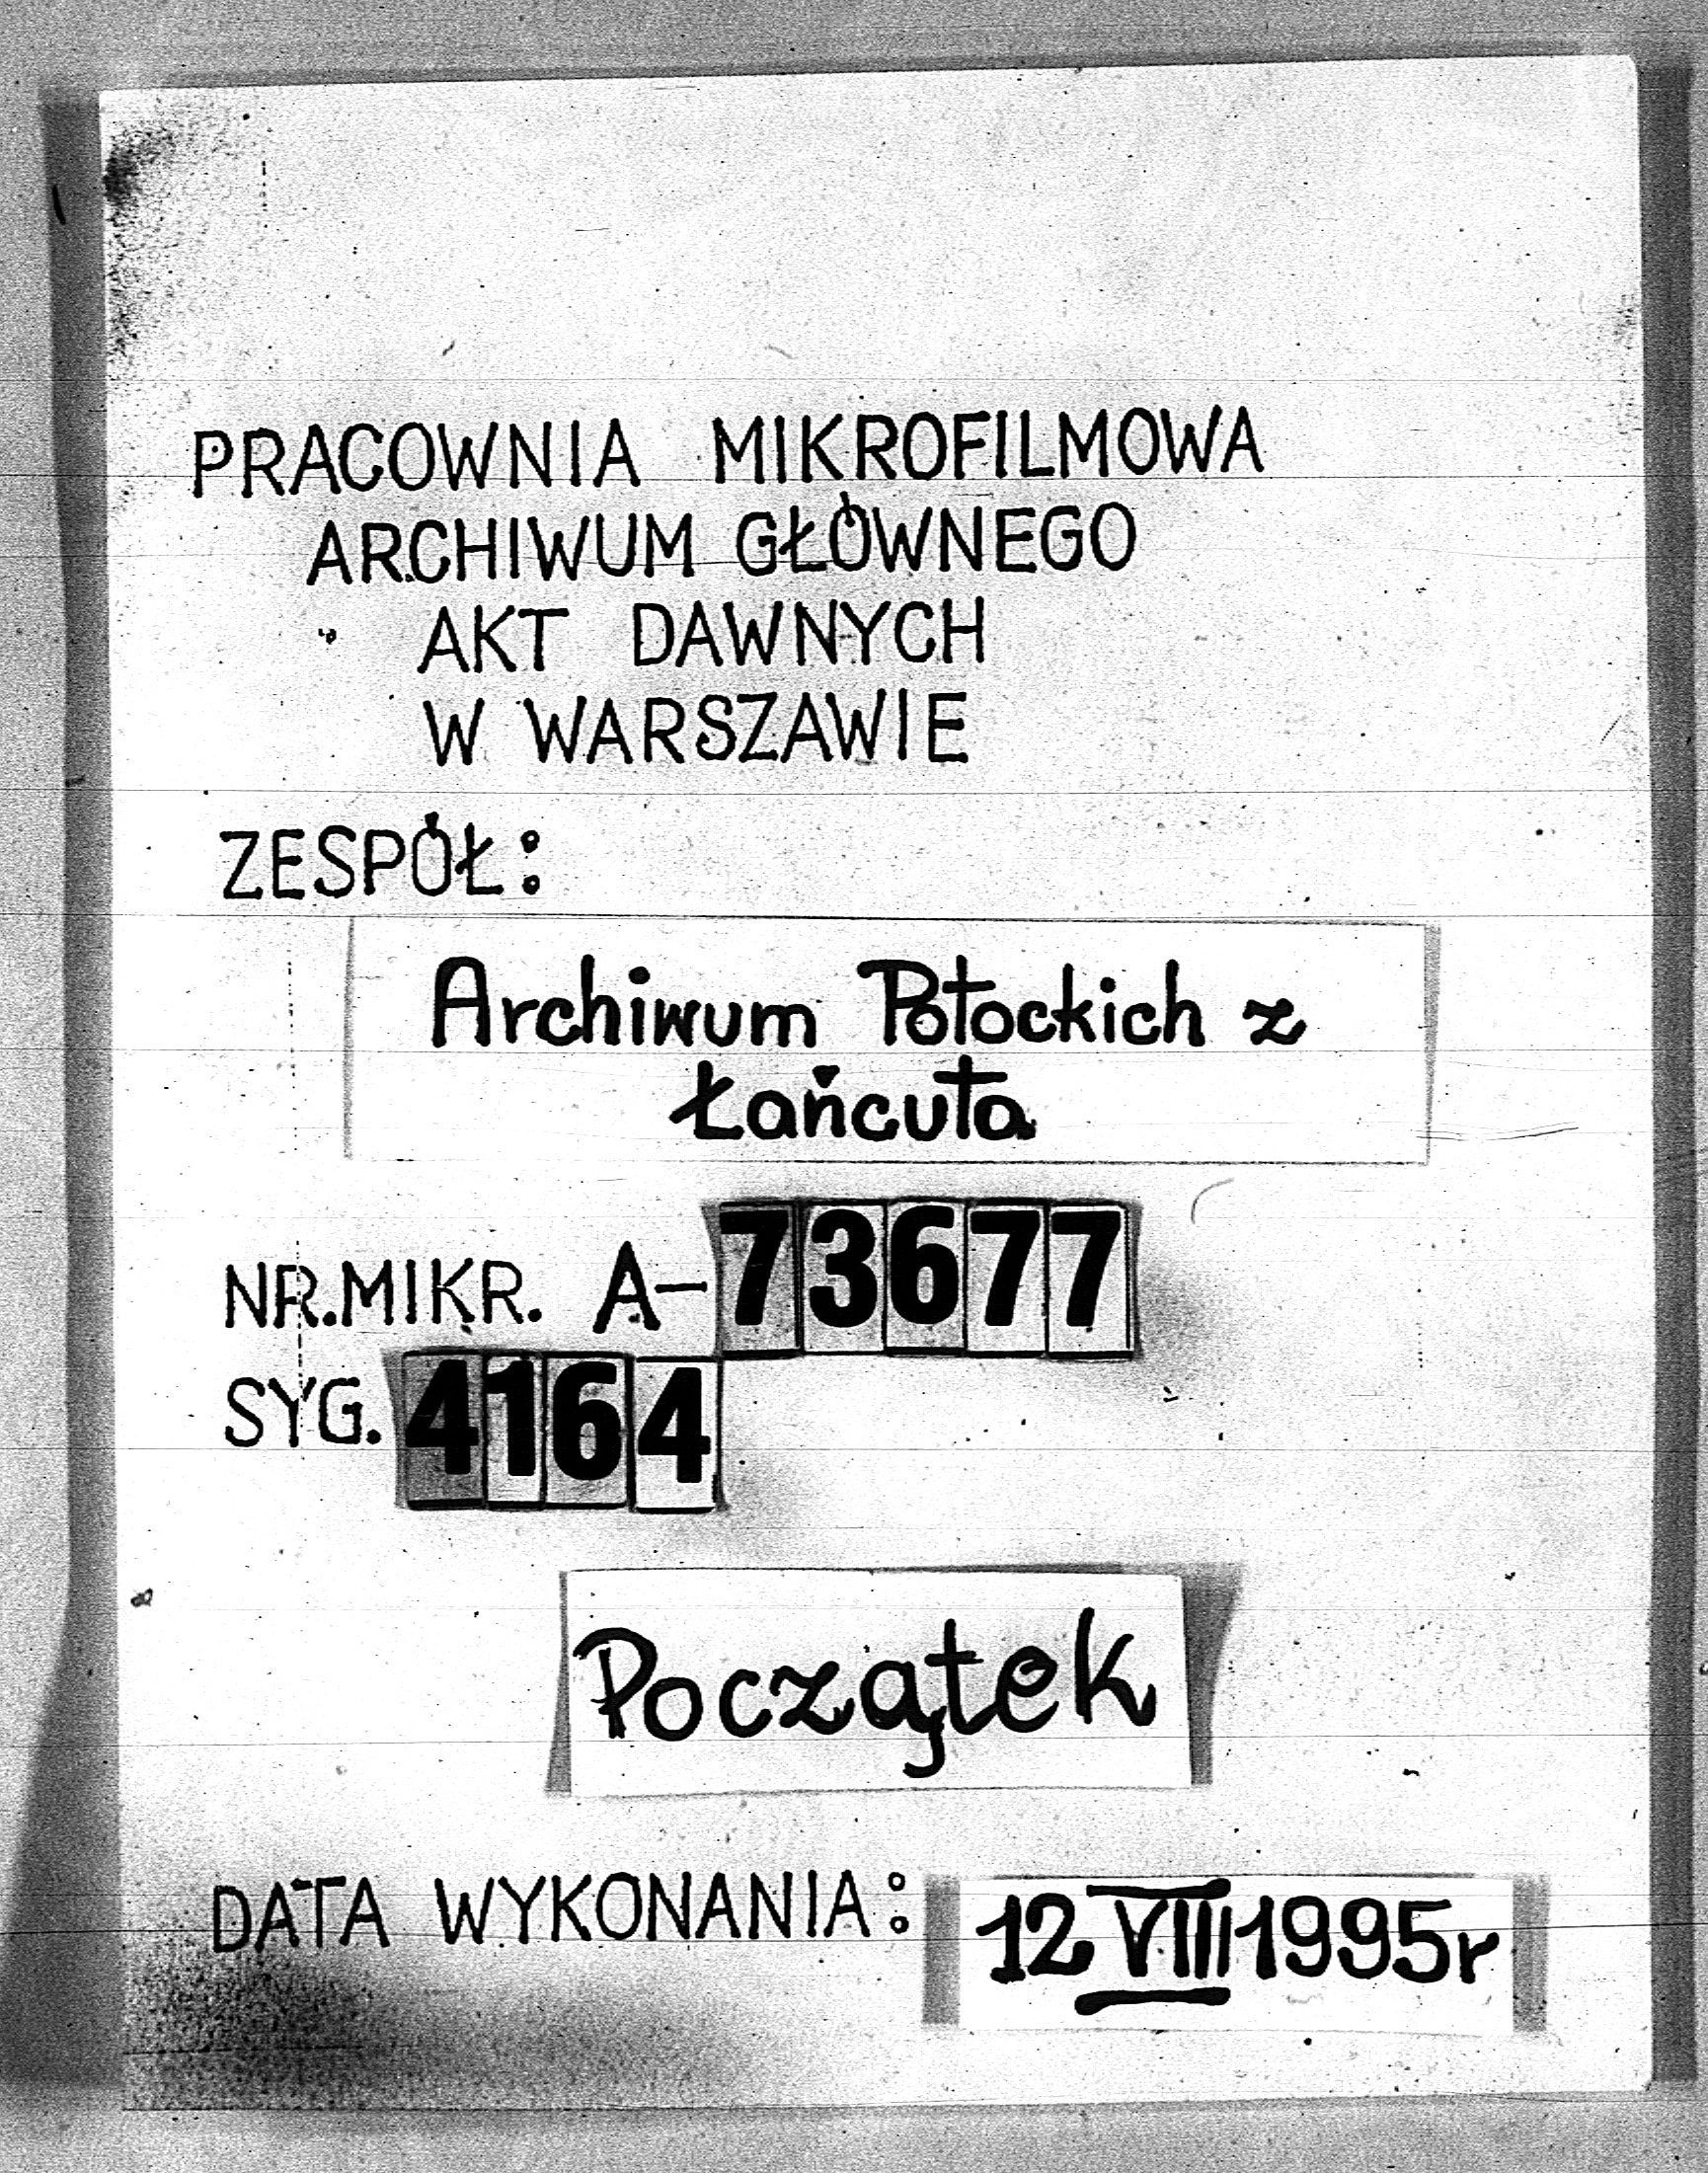 PRACOWNIA MIKROFILMOWA
ARCHIWUM GŁÓWNEGO
AKT DAWNYCH
W WARSZAWIE
ZESPÓŁ:
Archiwum Potockich z
Łańcuta
NR.MIKR. A-73677
SYG. 4164
Początek
DATA WYKONANIA: 12 VIII 1995r